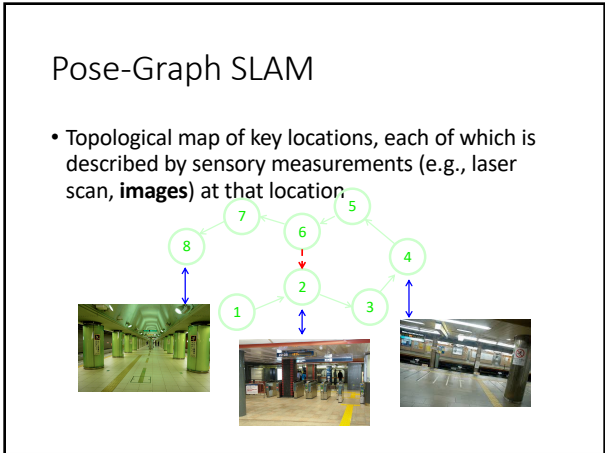 Pose-Graph SLAM
• Topological map of key locations, each of which is
described by sensory measurements (e.g., laser
scan, images) at that location
5
7
6
8
4
2
3
1